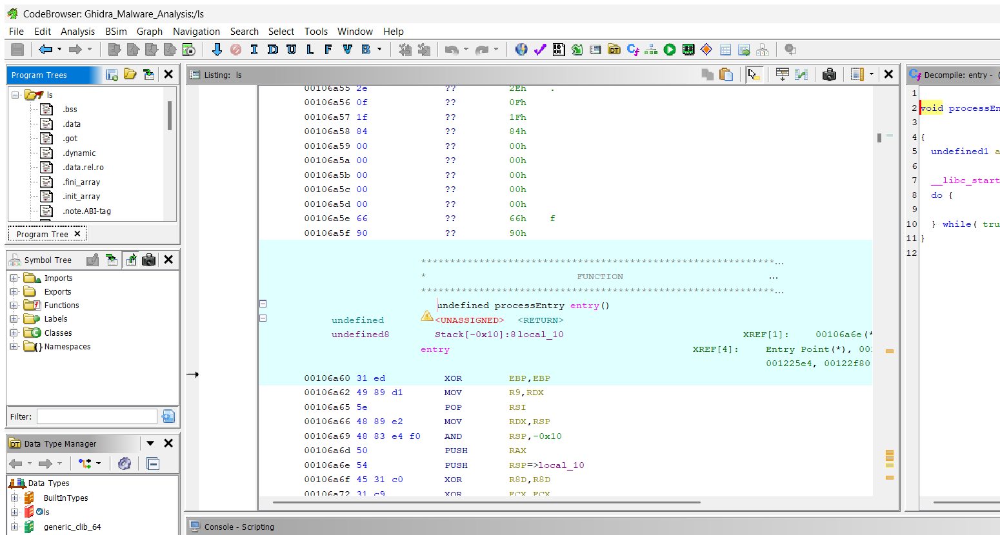 CodeBrowser: Ghidra_Malware_Analysis:/ls
File Edit Analysis BSim Graph Navigation Search Select Tools Window Help
I D U L F V B
Program Trees
ls
.bss
.data
.got
.dynamic
.data.rel.ro
.fini_array
.init_array
.note.ABI-tag
Program Tree
Symbol Tree
Imports
Exports
Functions
Labels
Classes
Namespaces
Filter:
Data Type Manager
Data Types
BuiltInTypes
ls
generic_clib_64
Listing: ls
00106a55 2e ?? 2Eh .
00106a56 0f ?? 0Fh
00106a57 1f ?? 1Fh
00106a58 84 ?? 84h
00106a59 00 ?? 00h
00106a5a 00 ?? 00h
00106a5b 00 ?? 00h
00106a5c 00 ?? 00h
00106a5d 00 ?? 00h
00106a5e 66 ?? 66h f
00106a5f 90 ?? 90h
*************************************************************...
* FUNCTION ...
*************************************************************...
undefined processEntry entry()
undefined <UNASSIGNED> <RETURN>
undefined8 Stack[-0x10]:8 local_10 XREF[1]: 00106a6e(*
entry XREF[4]: Entry Point(*), 001
001225e4, 00122f80
00106a60 31 ed XOR EBP,EBP
00106a62 49 89 d1 MOV R9,RDX
00106a65 5e POP RSI
00106a66 48 89 e2 MOV RDX,RSP
00106a69 48 83 e4 f0 AND RSP,-0x10
00106a6d 50 PUSH RAX
00106a6e 54 PUSH RSP=>local_10
00106a6f 45 31 c0 XOR R8D,R8D
00106a72 31 c9 XOR ECX,ECX
Console - Scripting
Decompile: entry - (
1
2 void processEn
3
4 {
5 undefined1 a
6
7 __libc_start
8 do {
9
10 } while( tru
11 }
12